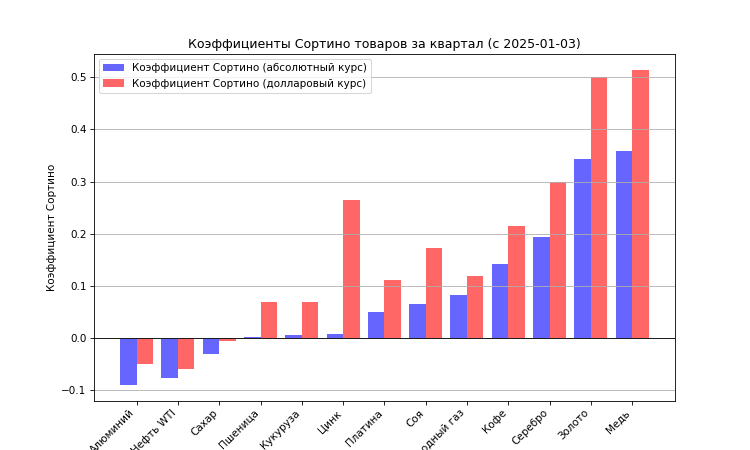 Коэффициенты Сортино товаров за квартал (с 2025-01-03)
Коэффициент Сортино (абсолютный курс)
Коэффициент Сортино (долларовый курс)
Коэффициент Сортино
0.5
0.4
0.3
0.2
0.1
0.0
−0.1
Алюминий
Нефть WTI
Сахар
Пшеница
Кукуруза
Цинк
Платина
Соя
газ
Кофе
Серебро
Золото
Медь